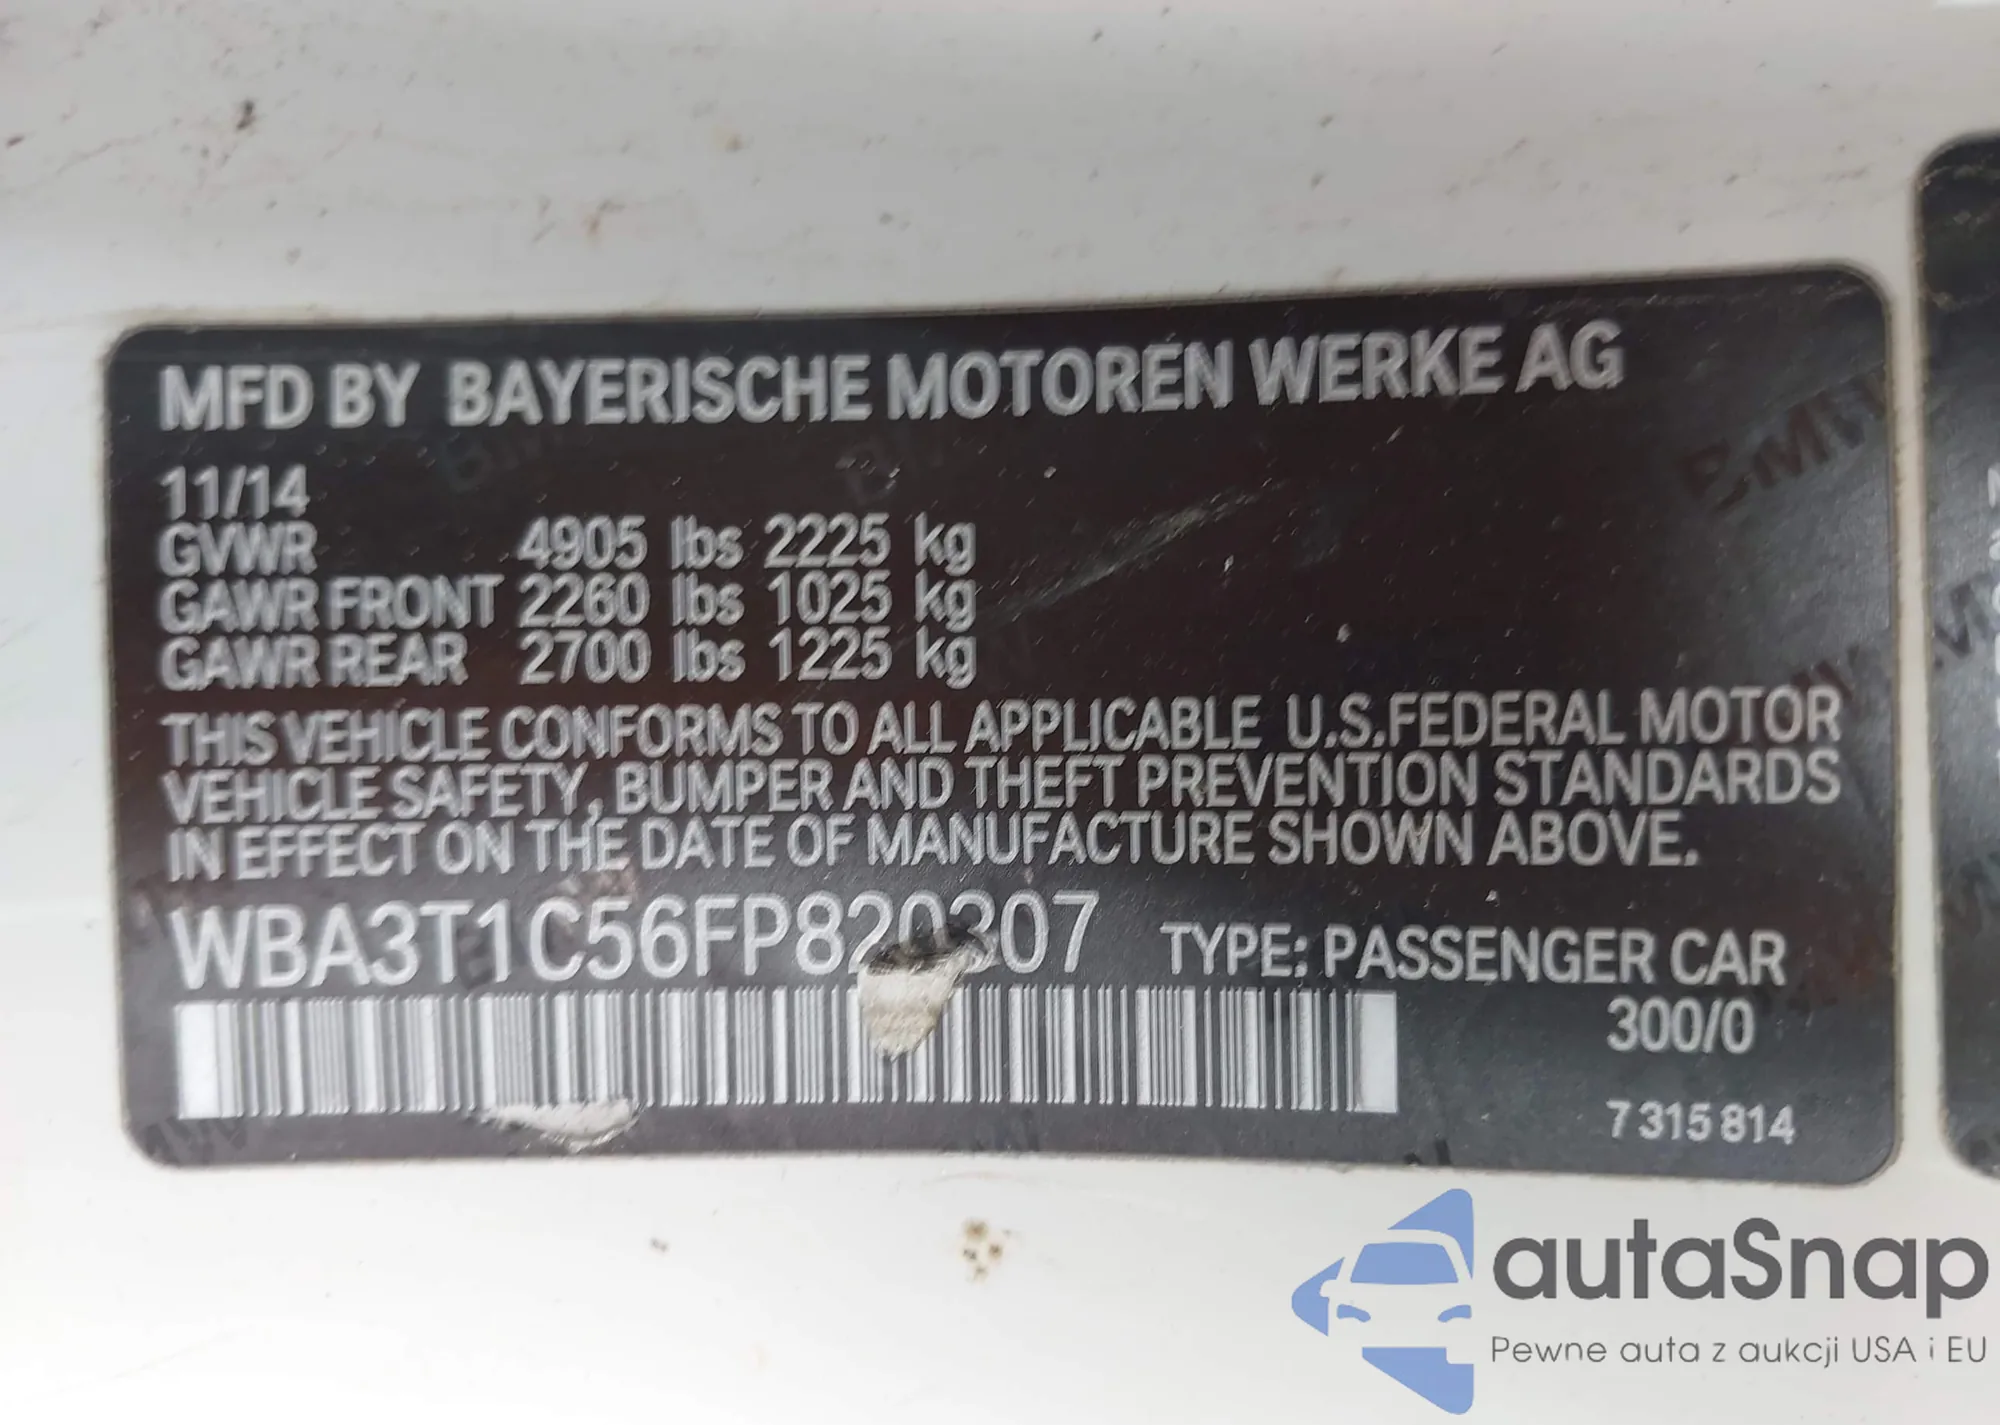 MFD BY BAYERISCHE MOTOREN WERKE AG
11/14
GVWR 4905 lbs 2225 kg
GAWR FRONT 2260 lbs 1025 kg
GAWR REAR 2700 lbs 1225 kg
THIS VEHICLE CONFORMS TO ALL APPLICABLE U.S.FEDERAL MOTOR
VEHICLE SAFETY, BUMPER AND THEFT PREVENTION STANDARDS
IN EFFECT ON THE DATE OF MANUFACTURE SHOWN ABOVE.
WBA3T1C56FP820307 TYPE: PASSENGER CAR
300/0
7 315 814
autaSnap
Pewne auta z aukcji USA i EU